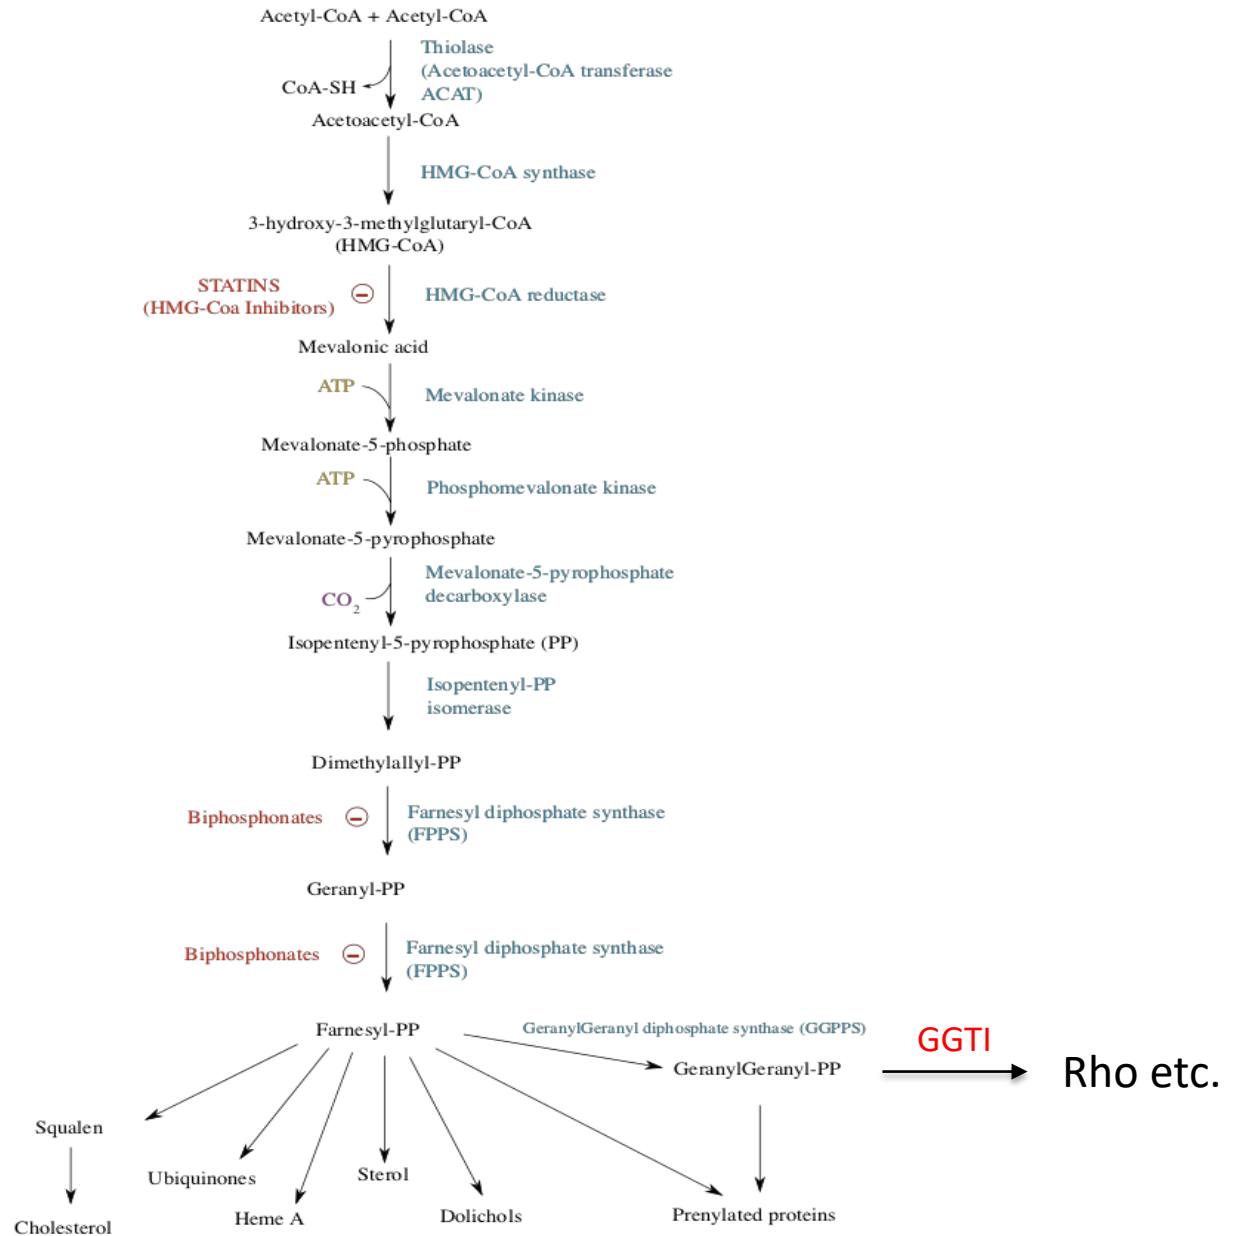 Acetyl-CoA + Acetyl-CoA
Thiolase
(Acetoacetyl-CoA transferase
ACAT)
CoA-SH
Acetoacetyl-CoA
HMG-CoA synthase
3-hydroxy-3-methylglutaryl-CoA
(HMG-CoA)
STATINS
(HMG-Coa Inhibitors)
HMG-CoA reductase
Mevalonic acid
ATP
Mevalonate kinase
Mevalonate-5-phosphate
ATP
Phosphomevalonate kinase
Mevalonate-5-pyrophosphate
Mevalonate-5-pyrophosphate
decarboxylase
CO2
Isopentenyl-5-pyrophosphate (PP)
Isopentenyl-PP
isomerase
Dimethylallyl-PP
Biphosphonates
Farnesyl diphosphate synthase
(FPPS)
Geranyl-PP
Biphosphonates
Farnesyl diphosphate synthase
(FPPS)
Farnesyl-PP
GeranylGeranyl diphosphate synthase (GGPPS)
GeranylGeranyl-PP
GGTI
Rho etc.
Squalen
Ubiquinones
Sterol
Heme A
Dolichols
Prenylated proteins
Cholesterol